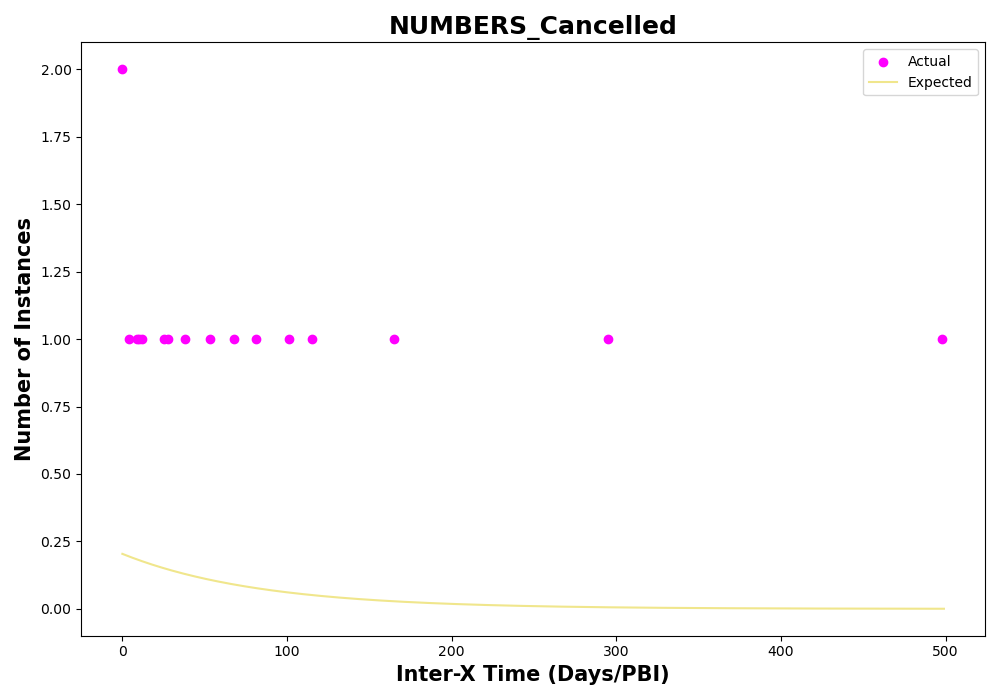 NUMBERS_Cancelled
Actual
Expected
2.00
1.75
1.50
1.25
1.00
0.75
0.50
0.25
0.00
Number of Instances
0 100 200 300 400 500
Inter-X Time (Days/PBI)